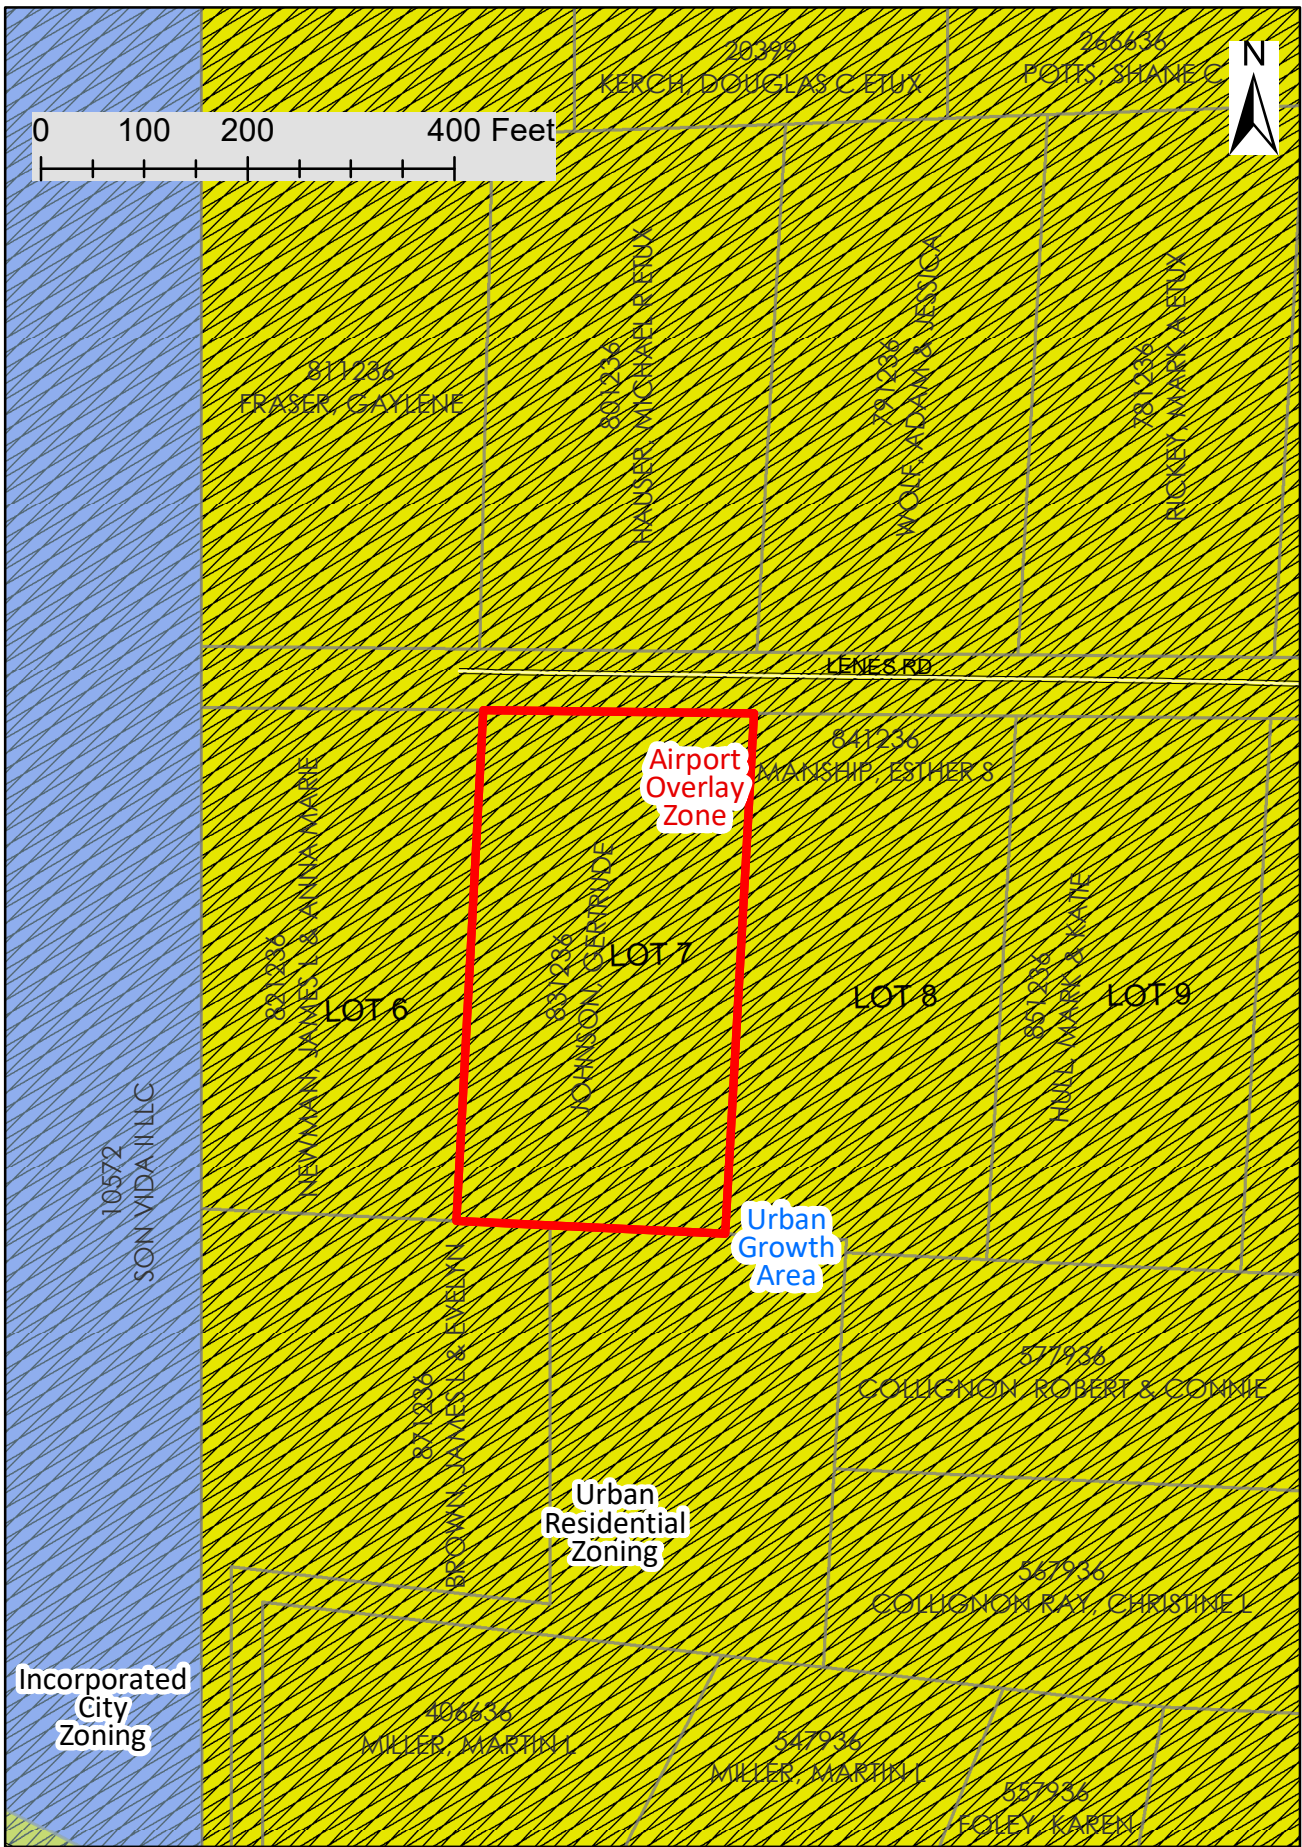 20399
KERCH, DOUGLAS C ETUX
266636
POTTS, SHANE C
N
0 100 200 400 Feet
811236
FRASER, GAYLENE
801236
HAUSER, MICHAEL R ETUX
791236
WOLF, ADAM & JESSICA
781236
RICKEY MARK A ETUX
LENES RD
821236
NEWMAN, JAMES L & ANNA MARIE
LOT 6
Airport
Overlay
Zone
831236
JOHNSON, GERTRUDE
LOT 7
841236
MANSHIP, ESTHER S
LOT 8
851236
HULL, MARK & KATIE
LOT 9
10572
SON VIDA II LLC
Urban
Growth
Area
871236
BROWN, JAMES L & EVELYN
577936
COLLIGNON, ROBERT & CONNIE
Urban
Residential
Zoning
567936
COLLIGNON RAY, CHRISTINE L
Incorporated
City
Zoning
406636
MILLER, MARTIN L
547936
MILLER, MARTIN L
557936
FOLEY, KAREN